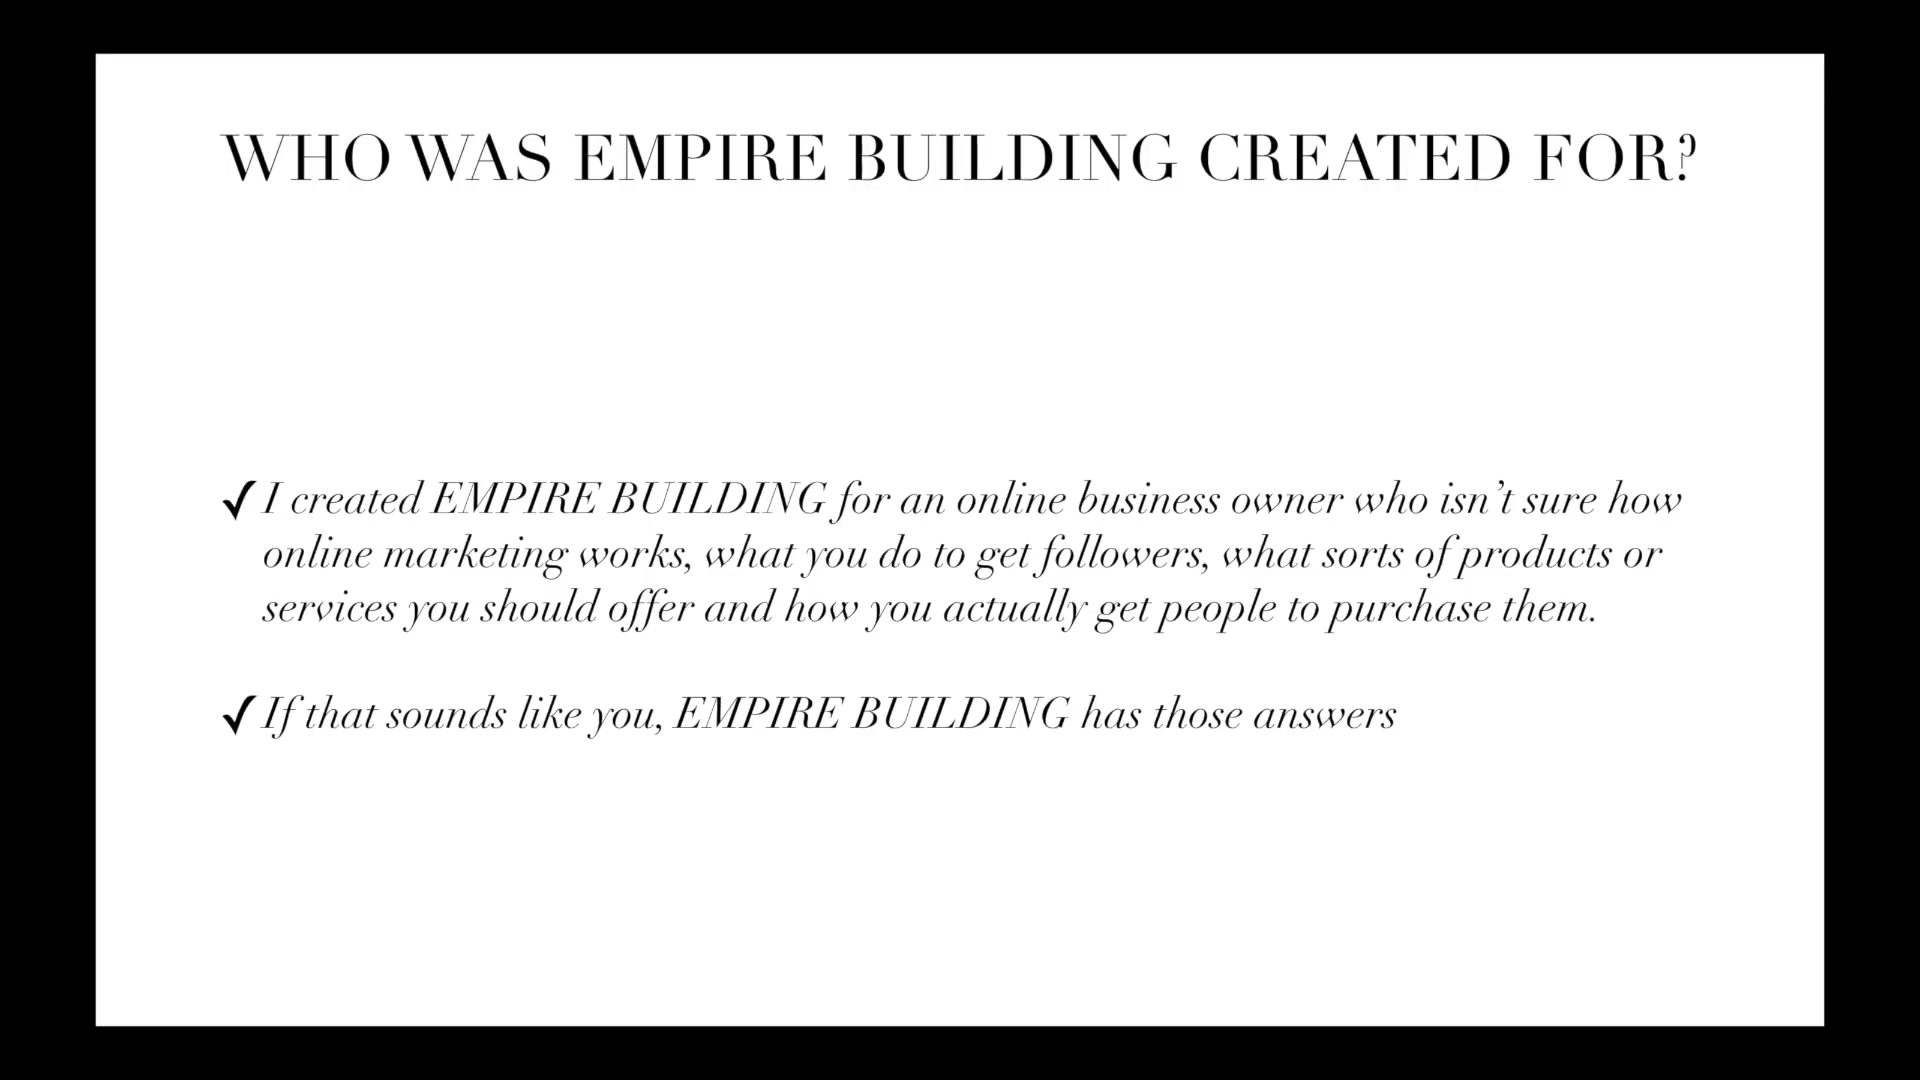 WHO WAS EMPIRE BUILDING CREATED FOR?
✓ I created EMPIRE BUILDING for an online business owner who isn’t sure how
online marketing works, what you do to get followers, what sorts of products or
services you should offer and how you actually get people to purchase them.
✓ If that sounds like you, EMPIRE BUILDING has those answers